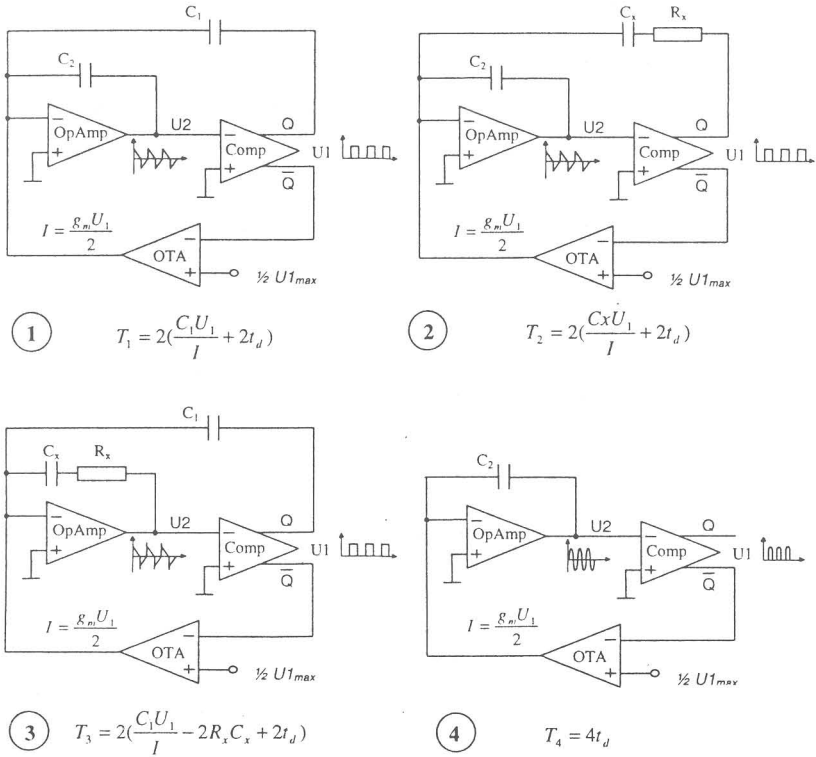 C1
C2
OpAmp
−
+
U2
−
+
Comp
Q
Q̅
U1
I = gmU1/2
OTA
−
+
½ U1max
1
T1 = 2(C1U1/I + 2td)
Cx
Rx
C2
OpAmp
−
+
U2
−
+
Comp
Q
Q̅
U1
I = gmU1/2
OTA
−
+
½ U1max
2
T2 = 2(CxU1/I + 2td)
C1
Cx
Rx
OpAmp
−
+
U2
−
+
Comp
Q
Q̅
U1
I = gmU1/2
OTA
−
+
½ U1max
3
T3 = 2(C1U1/I − 2RxCx + 2td)
C2
OpAmp
−
+
U2
−
+
Comp
Q
Q̅
U1
I = gmU1/2
OTA
−
+
½ U1max
4
T4 = 4td